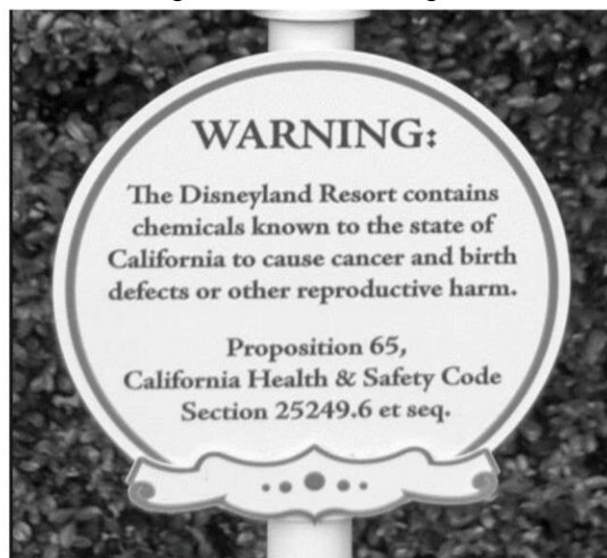 WARNING:
The Disneyland Resort contains
chemicals known to the state of
California to cause cancer and birth
defects or other reproductive harm.
Proposition 65,
California Health & Safety Code
Section 25249.6 et seq.